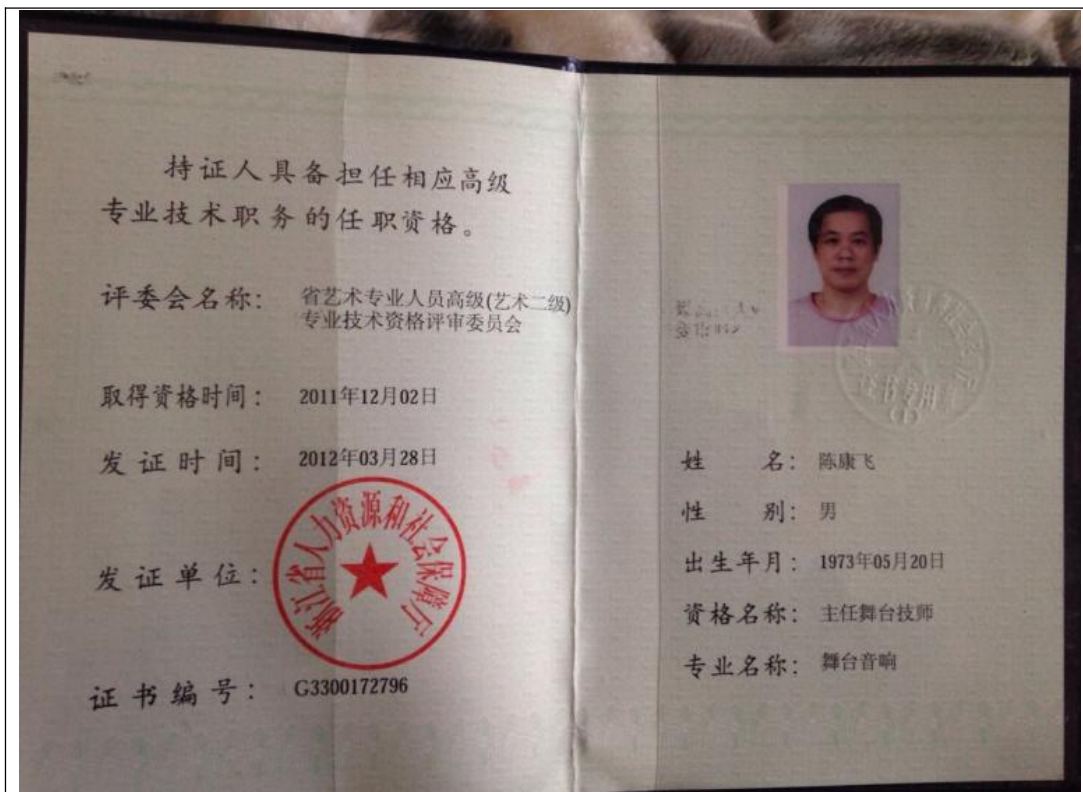 持证人具备担任相应高级
专业技术职务的任职资格。
评委会名称： 省艺术专业人员高级(艺术二级)
专业技术资格评审委员会
取得资格时间： 2011年12月02日
发证时间： 2012年03月28日
发证单位：
浙江省人力资源和社会保障厅
证书编号： G3300172796
证书专用
姓名： 陈康飞
性别： 男
出生年月： 1973年05月20日
资格名称： 主任舞台技师
专业名称： 舞台音响